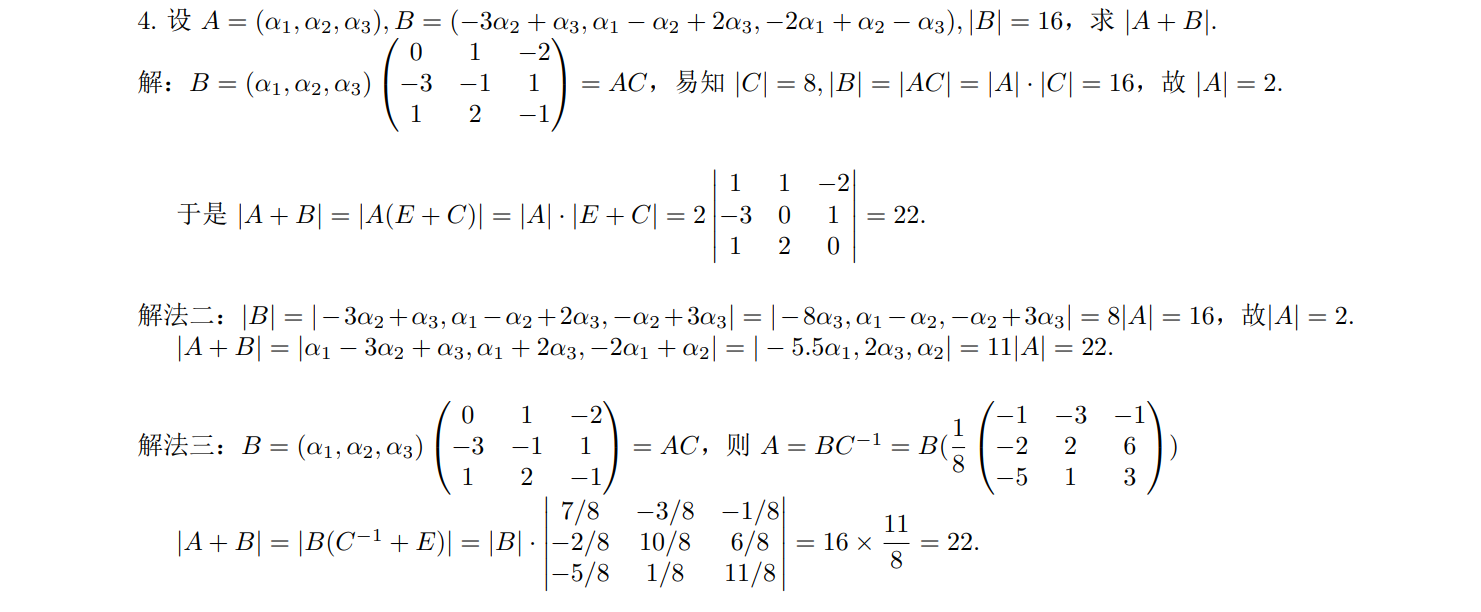 4. 设 A = (α₁, α₂, α₃), B = (−3α₂ + α₃, α₁ − α₂ + 2α₃, −2α₁ + α₂ − α₃), |B| = 16，求 |A + B|.
解：B = (α₁, α₂, α₃) ( 0 1 −2 ; −3 −1 1 ; 1 2 −1 ) = AC，易知 |C| = 8, |B| = |AC| = |A| · |C| = 16，故 |A| = 2.
于是 |A + B| = |A(E + C)| = |A| · |E + C| = 2 | 1 1 −2 ; −3 0 1 ; 1 2 0 | = 22.
解法二：|B| = | − 3α₂ + α₃, α₁ − α₂ + 2α₃, −α₂ + 3α₃| = | − 8α₃, α₁ − α₂, −α₂ + 3α₃| = 8|A| = 16，故|A| = 2.
|A + B| = |α₁ − 3α₂ + α₃, α₁ + 2α₃, −2α₁ + α₂| = | − 5.5α₁, 2α₃, α₂| = 11|A| = 22.
解法三：B = (α₁, α₂, α₃) ( 0 1 −2 ; −3 −1 1 ; 1 2 −1 ) = AC，则 A = BC⁻¹ = B(1/8 ( −1 −3 −1 ; −2 2 6 ; −5 1 3 ))
|A + B| = |B(C⁻¹ + E)| = |B| · | 7/8 −3/8 −1/8 ; −2/8 10/8 6/8 ; −5/8 1/8 11/8 | = 16 × 11/8 = 22.